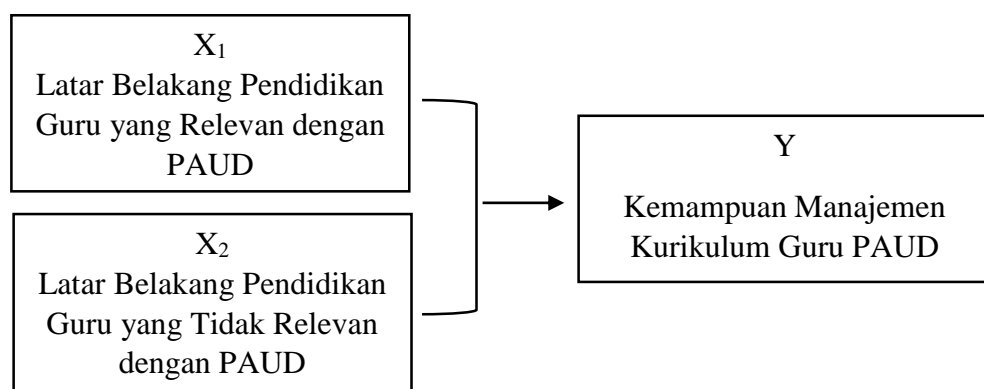 X₁
Latar Belakang Pendidikan
Guru yang Relevan dengan
PAUD
X₂
Latar Belakang Pendidikan
Guru yang Tidak Relevan
dengan PAUD
Y
Kemampuan Manajemen
Kurikulum Guru PAUD